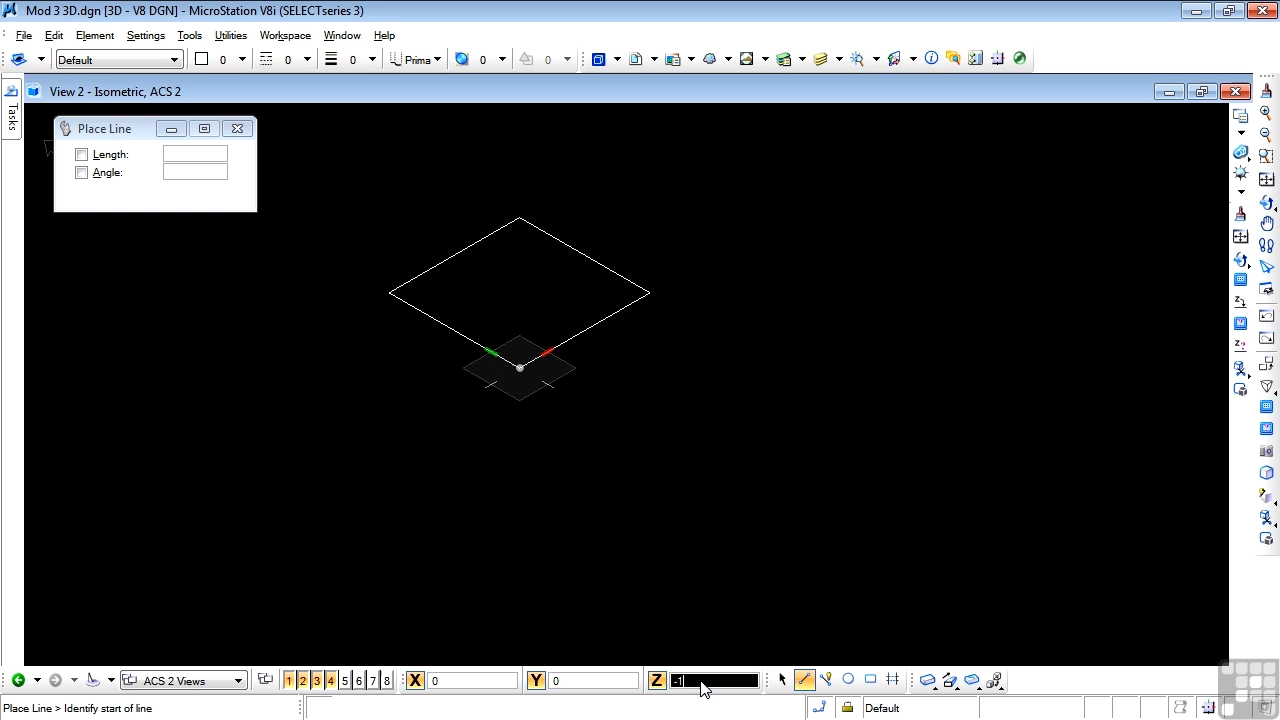 Mod 3 3D.dgn [3D - V8 DGN] - MicroStation V8i (SELECTseries 3)
File Edit Element Settings Tools Utilities Workspace Window Help
Default 0 0 0 Prima 0 0
View 2 - Isometric, ACS 2
Tasks
Place Line
Length:
Angle:
ACS 2 Views 1 2 3 4 5 6 7 8 X 0 Y 0 Z -1
Place Line > Identify start of line Default